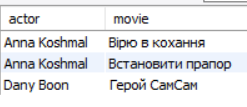 actor movie
Anna Koshmal Вірю в кохання
Anna Koshmal Встановити прапор
Dany Boon Герой СамСам